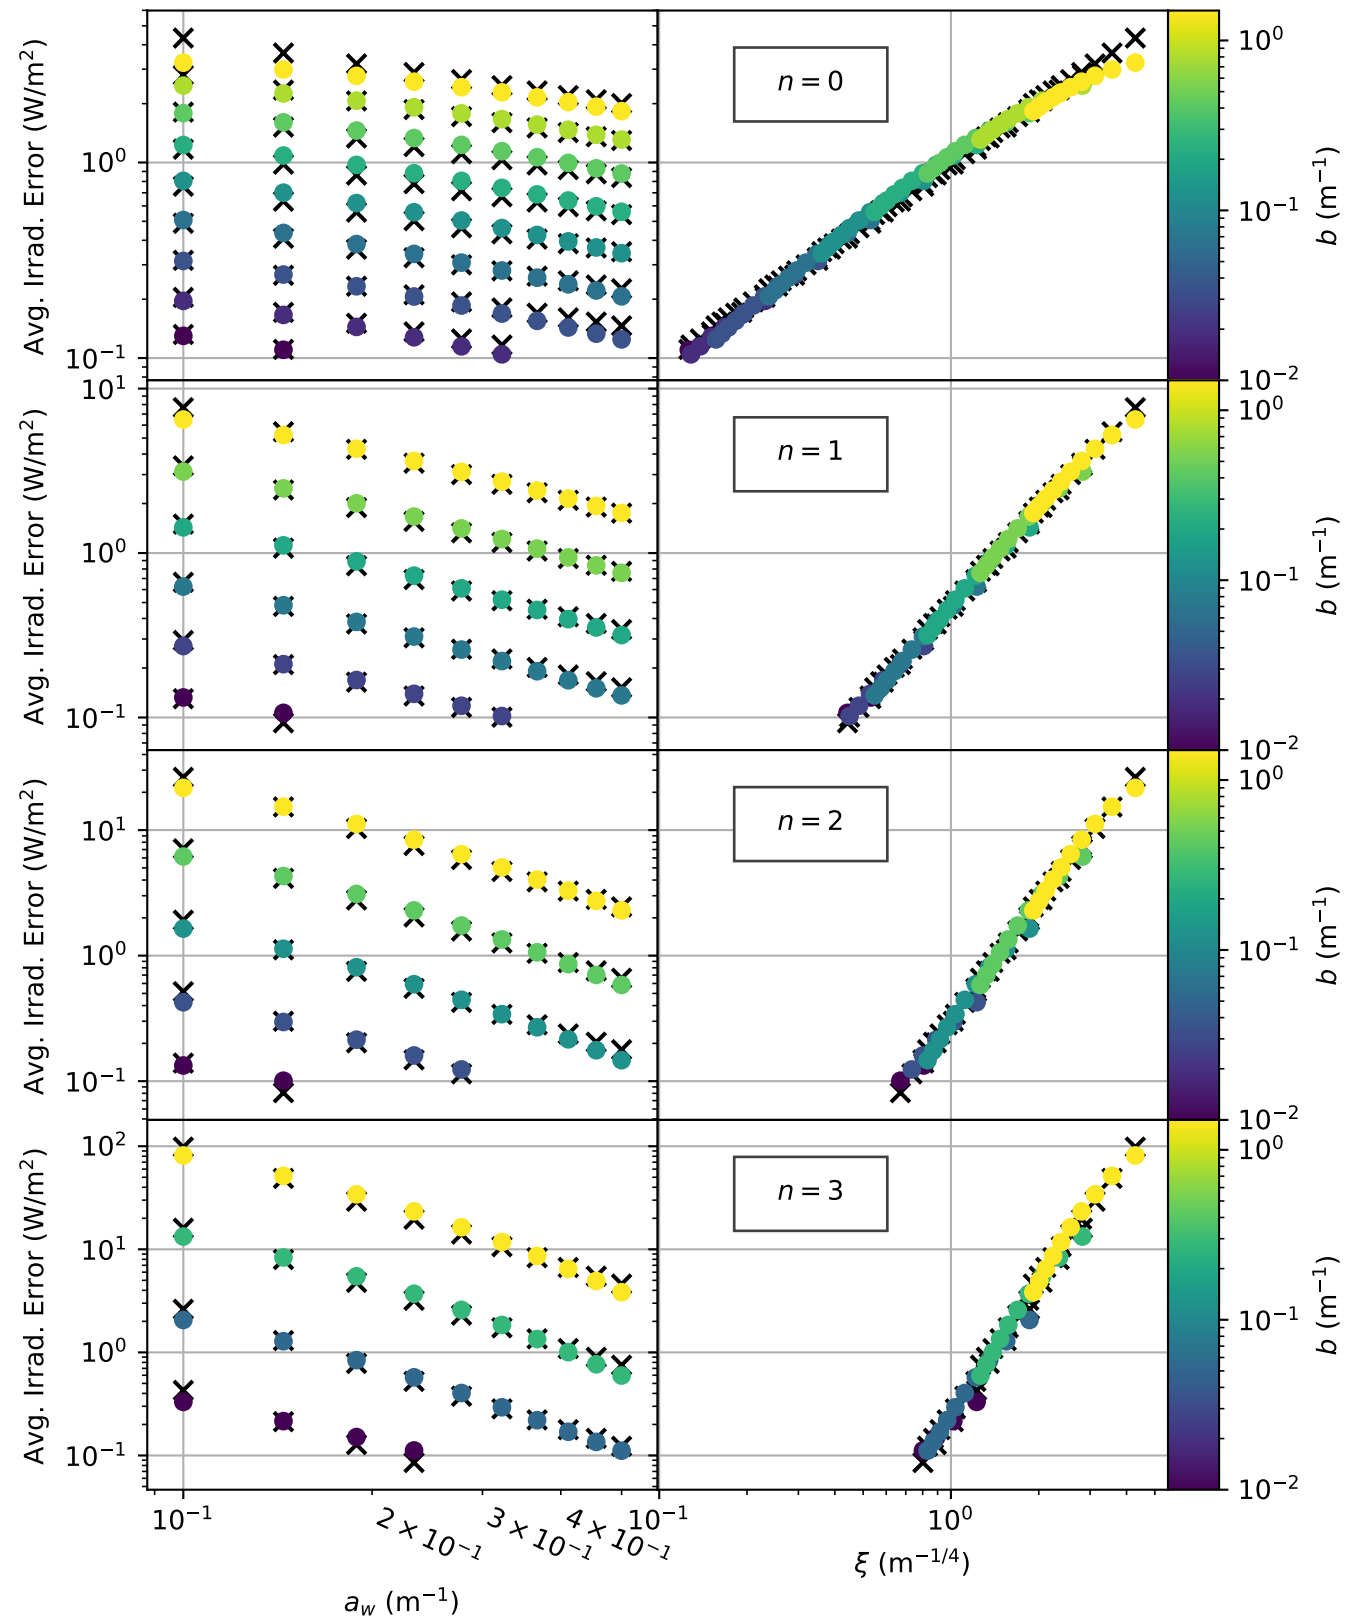 Avg. Irrad. Error (W/m²)
10⁰
10⁻¹
n = 0
10⁰
10⁻¹
10⁻²
b (m⁻¹)
Avg. Irrad. Error (W/m²)
10¹
10⁰
10⁻¹
n = 1
10⁰
10⁻¹
10⁻²
b (m⁻¹)
Avg. Irrad. Error (W/m²)
10¹
10⁰
10⁻¹
n = 2
10⁰
10⁻¹
10⁻²
b (m⁻¹)
Avg. Irrad. Error (W/m²)
10²
10¹
10⁰
10⁻¹
n = 3
10⁰
10⁻¹
10⁻²
b (m⁻¹)
10⁻¹
2 × 10⁻¹
3 × 10⁻¹
4 × 10⁻¹
10⁻¹
10⁰
a_w (m⁻¹)
ξ (m⁻¹ᐟ⁴)